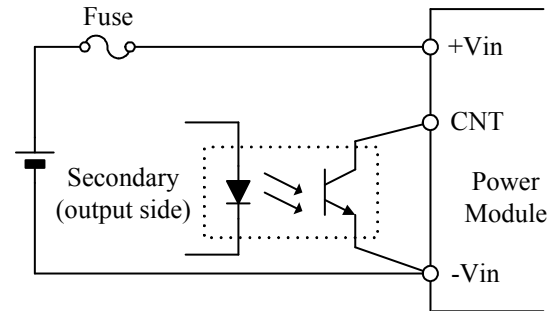 Fuse
+Vin
CNT
Secondary
(output side)
Power
Module
-Vin